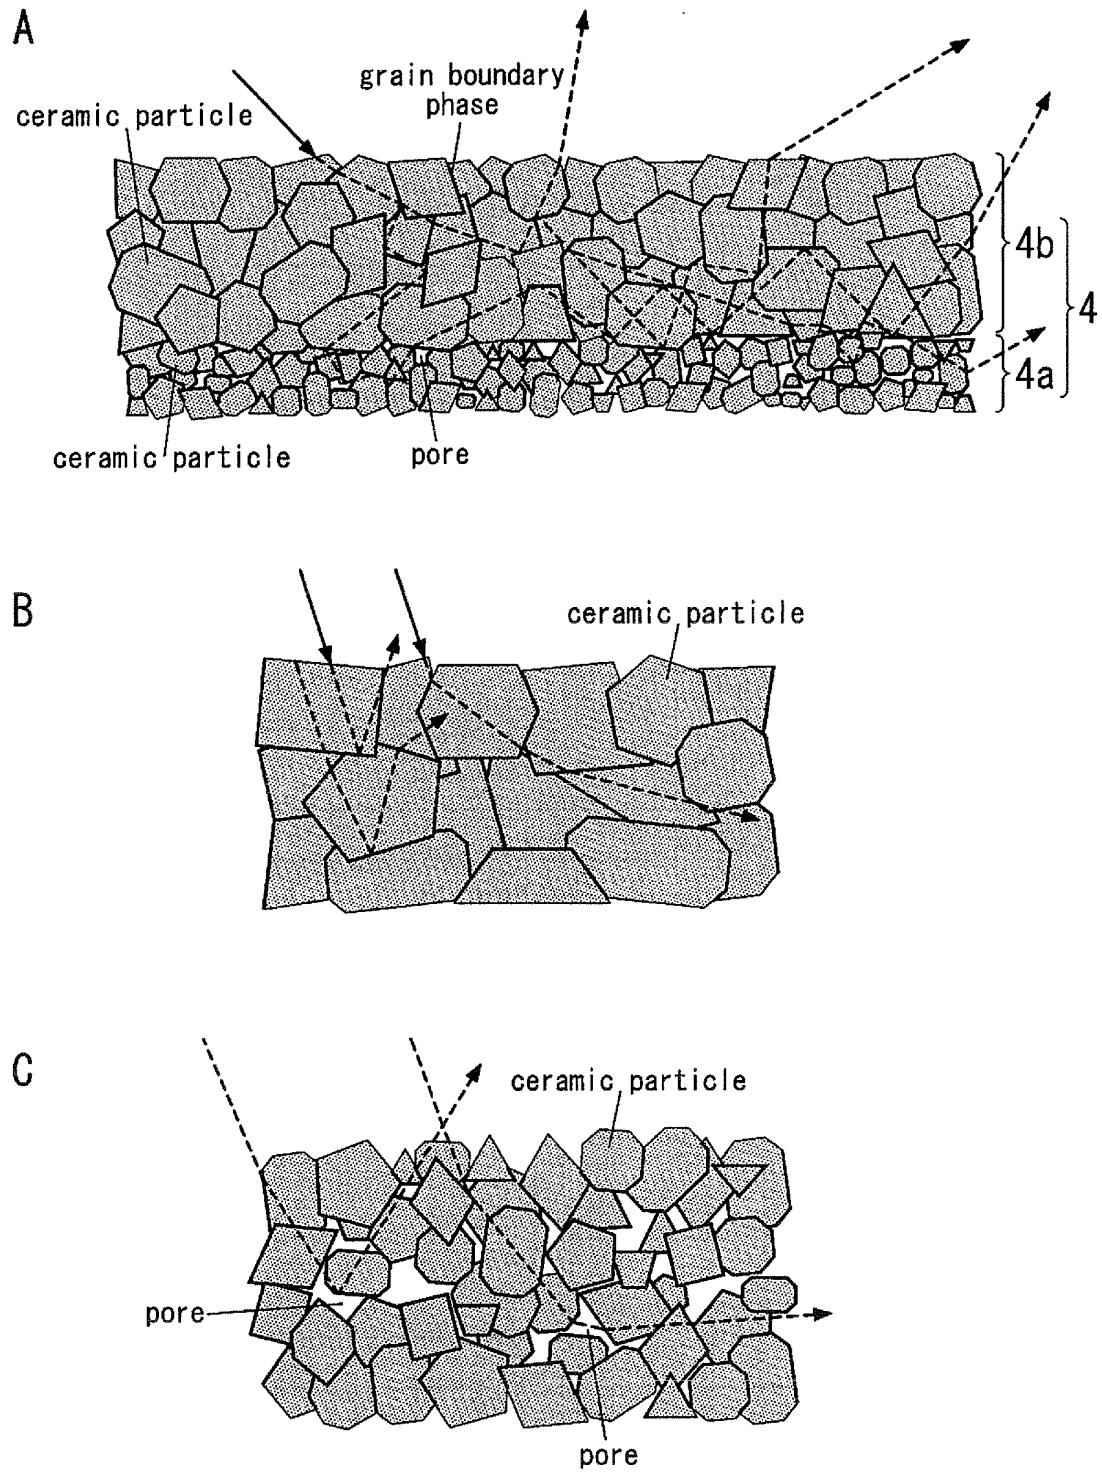 A
grain boundary
phase
ceramic particle
4b
4
4a
ceramic particle
pore
B
ceramic particle
C
ceramic particle
pore
pore